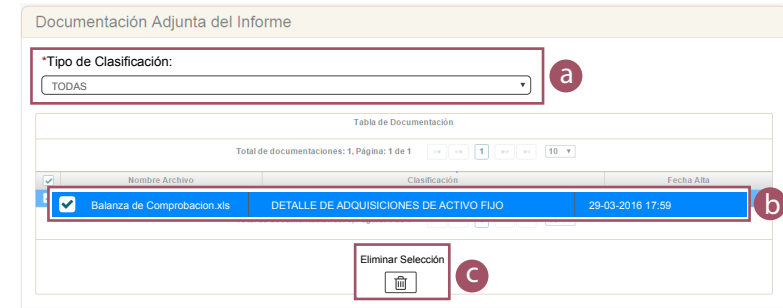 Documentación Adjunta del Informe
*Tipo de Clasificación:
TODAS
a
Tabla de Documentación
Total de documentaciones: 1, Página: 1 de 1 1 10
Nombre Archivo Clasificación Fecha Alta
Balanza de Comprobacion.xls DETALLE DE ADQUISICIONES DE ACTIVO FIJO 29-03-2016 17:59
b
Eliminar Selección
c